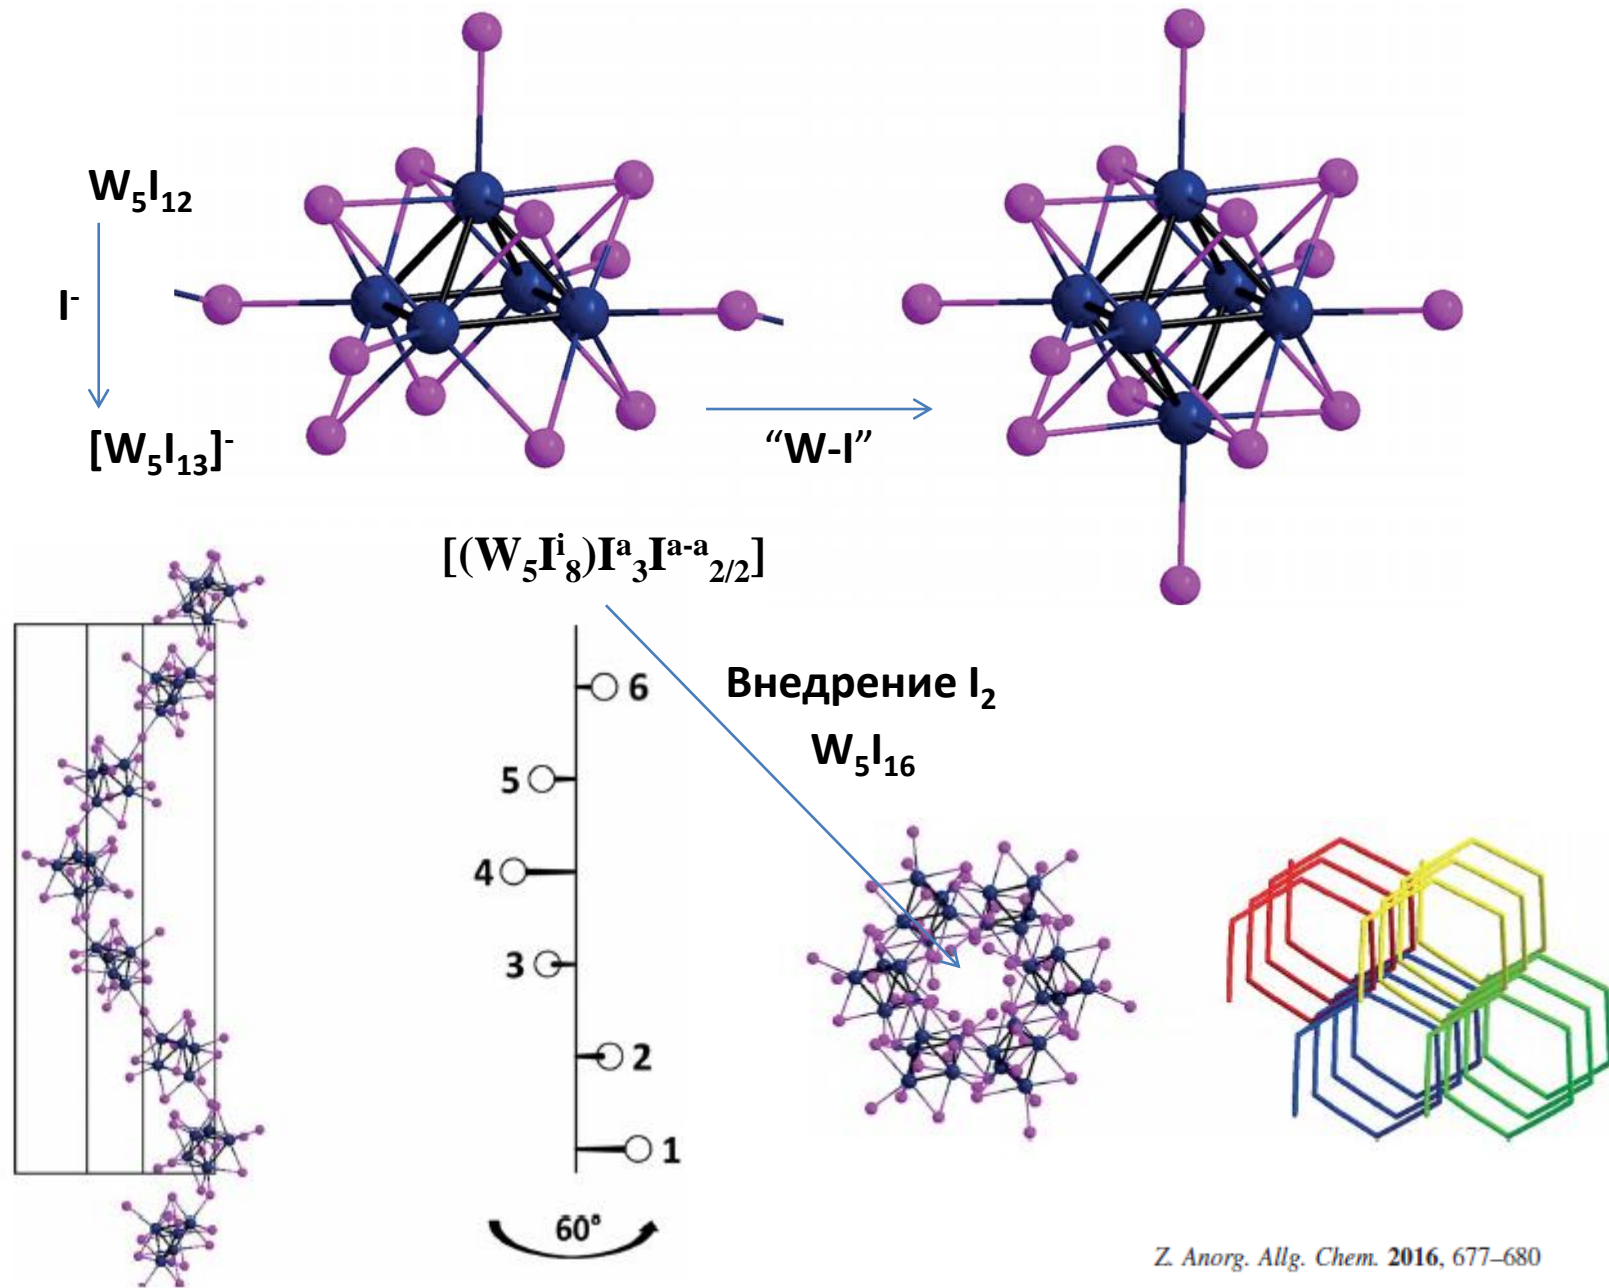 W₅I₁₂
I⁻
[W₅I₁₃]⁻
“W-I”
[(W₅Iⁱ₈)Iᵃ₃Iᵃ⁻ᵃ₂/₂]
Внедрение I₂
W₅I₁₆
6
5
4
3
2
1
60°
Z. Anorg. Allg. Chem. 2016, 677–680